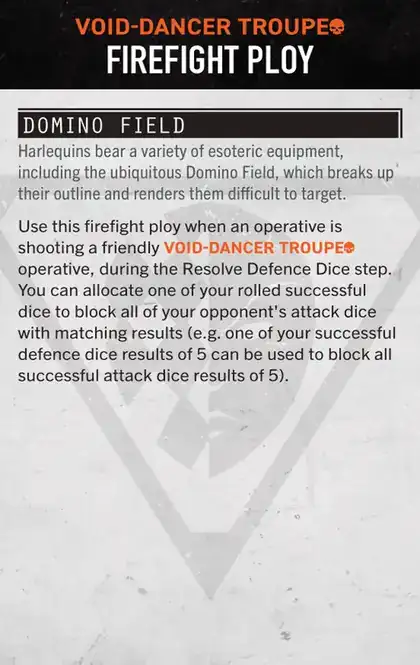 VOID-DANCER TROUPE
FIREFIGHT PLOY
DOMINO FIELD
Harlequins bear a variety of esoteric equipment,
including the ubiquitous Domino Field, which breaks up
their outline and renders them difficult to target.
Use this firefight ploy when an operative is
shooting a friendly VOID-DANCER TROUPE
operative, during the Resolve Defence Dice step.
You can allocate one of your rolled successful
dice to block all of your opponent's attack dice
with matching results (e.g. one of your successful
defence dice results of 5 can be used to block all
successful attack dice results of 5).